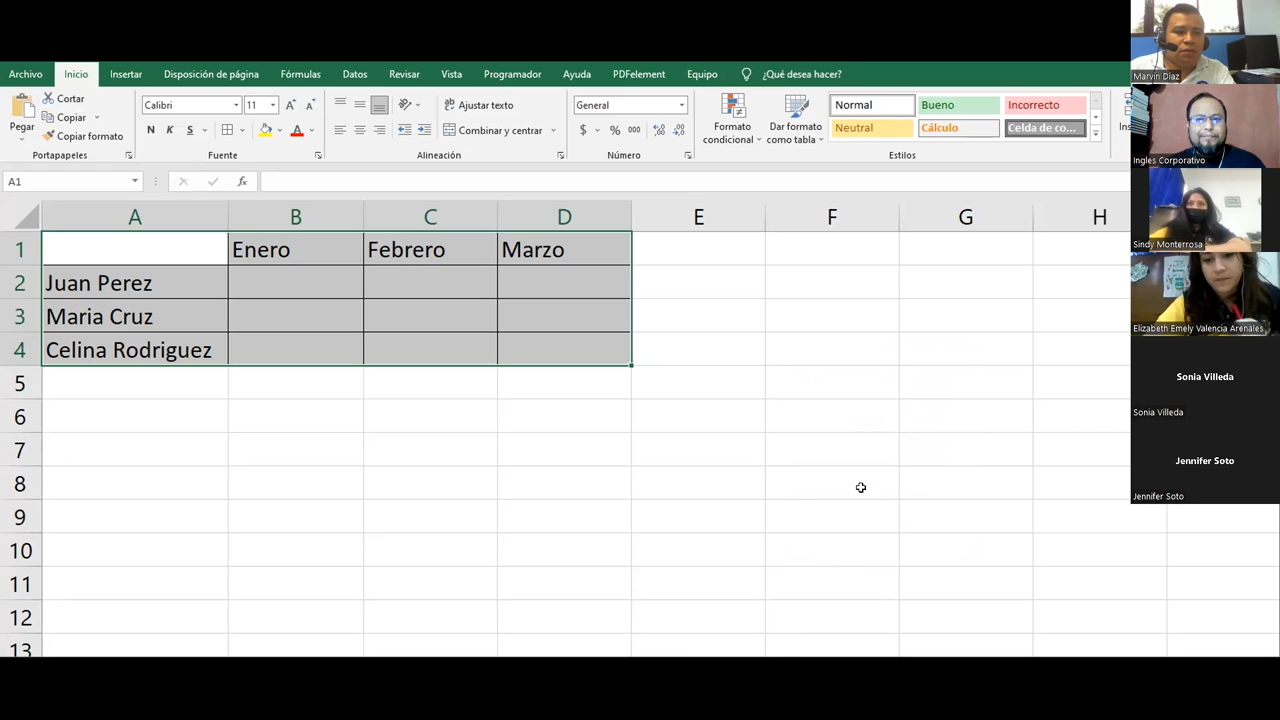 Archivo Inicio Insertar Disposición de página Fórmulas Datos Revisar Vista Programador Ayuda PDFelement Equipo ¿Qué desea hacer?
Pegar
Cortar
Copiar
Copiar formato
Portapapeles
Calibri 11
N K S
Fuente
Ajustar texto
Combinar y centrar
Alineación
General
$ % 000
Número
Formato condicional
Dar formato como tabla
Normal Bueno Incorrecto
Neutral Cálculo Celda de co...
Estilos
A1 fx
A B C D E F G H
1 Enero Febrero Marzo
2 Juan Perez
3 Maria Cruz
4 Celina Rodriguez
5
6
7
8
9
10
11
12
13
Marvin Diaz
Ingles Corporativo
Sindy Monterrosa
Elizabeth Emely Valencia Arenales
Sonia Villeda
Sonia Villeda
Jennifer Soto
Jennifer Soto